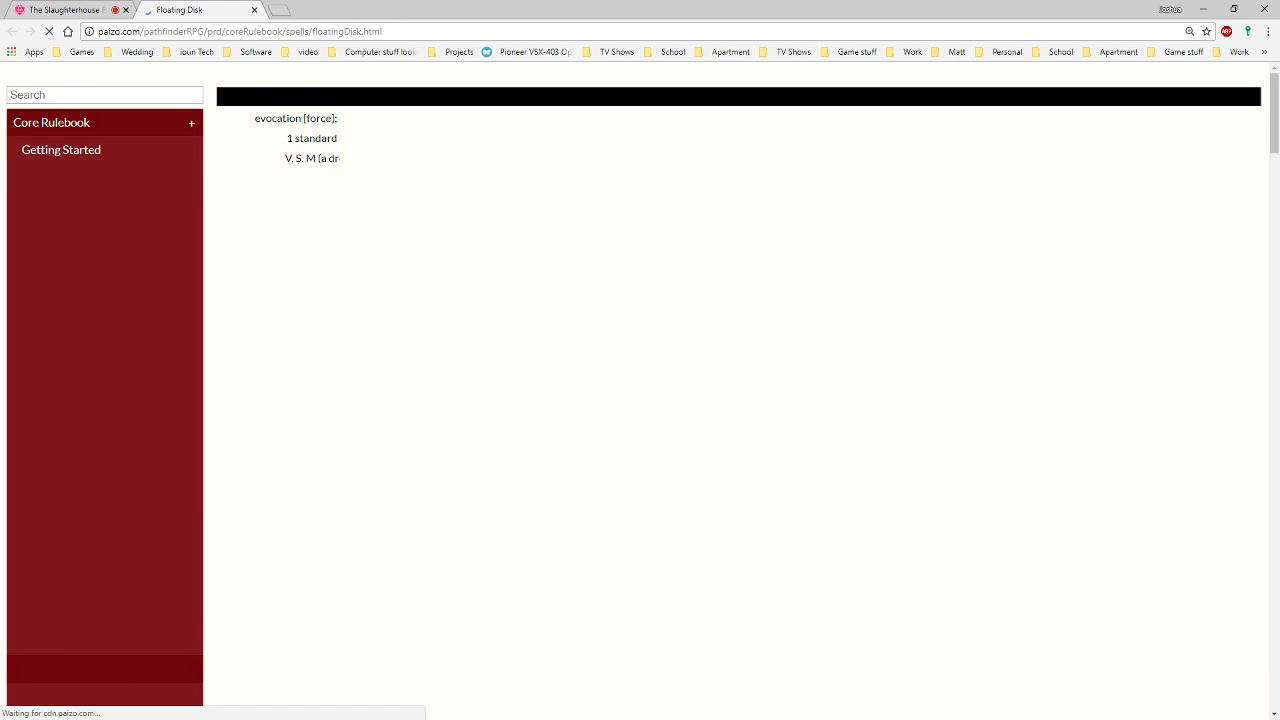 The Slaughterhouse
Floating Disk
Joshua
paizo.com/pathfinderRPG/prd/coreRulebook/spells/floatingDisk.html
Apps Games Wedding ioun Tech Software video Computer stuff look Projects Pioneer VSX-403 Op TV Shows School Apartment TV Shows Game stuff Work Matt Personal School Apartment Game stuff Work »
Search
Core Rulebook +
Getting Started
evocation [force];
1 standard
V, S, M (a dr
Waiting for cdn.paizo.com...